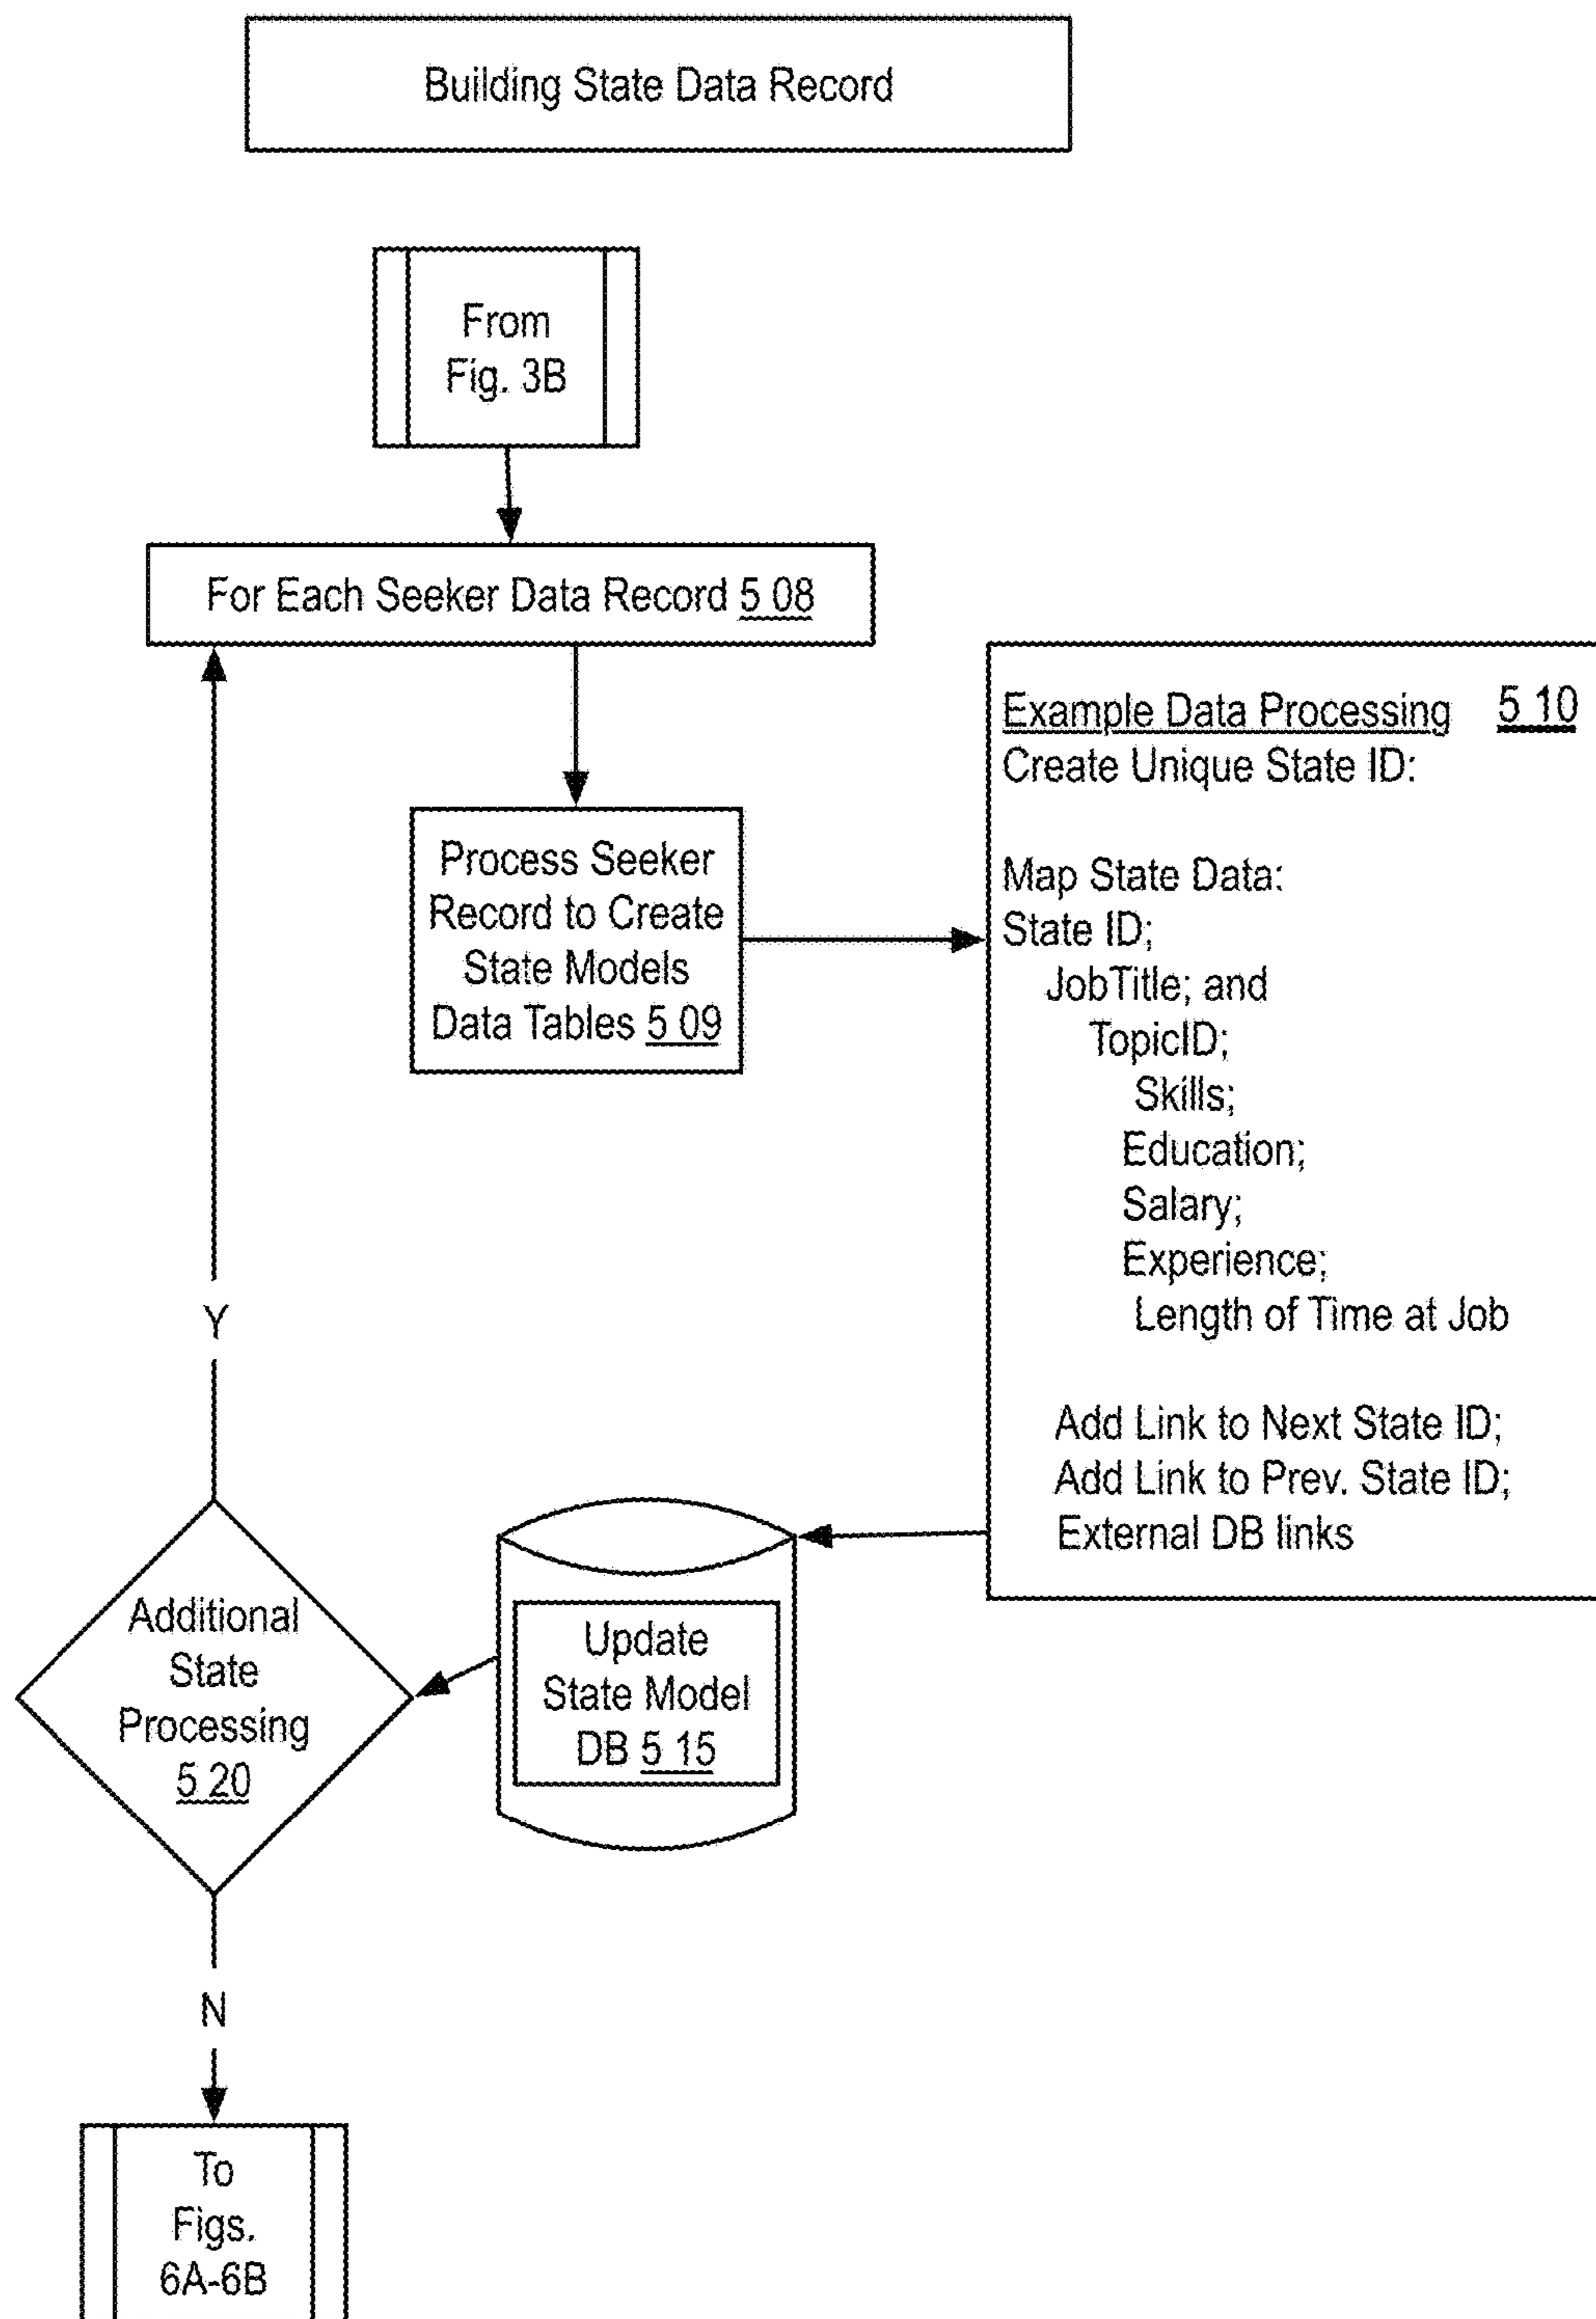 Building State Data Record
From
Fig. 3B
For Each Seeker Data Record 5 08
Process Seeker
Record to Create
State Models
Data Tables 5 09
Example Data Processing 5 10
Create Unique State ID:
Map State Data:
State ID;
JobTitle; and
TopicID;
Skills;
Education;
Salary;
Experience;
Length of Time at Job
Add Link to Next State ID;
Add Link to Prev. State ID;
External DB links
Update
State Model
DB 5 15
Additional
State
Processing
5 20
Y
N
To
Figs.
6A-6B